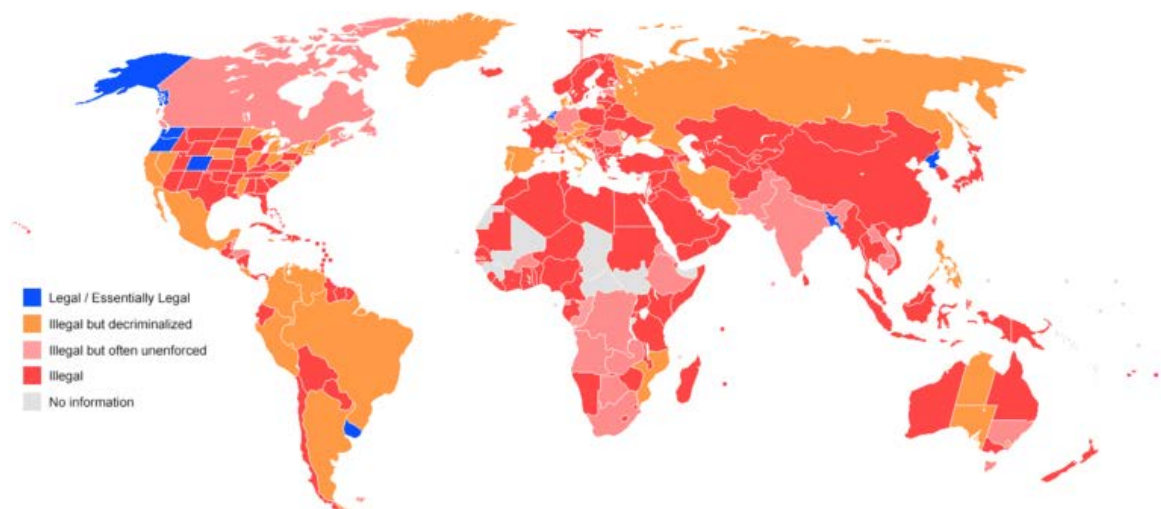 Legal / Essentially Legal
Illegal but decriminalized
Illegal but often unenforced
Illegal
No information